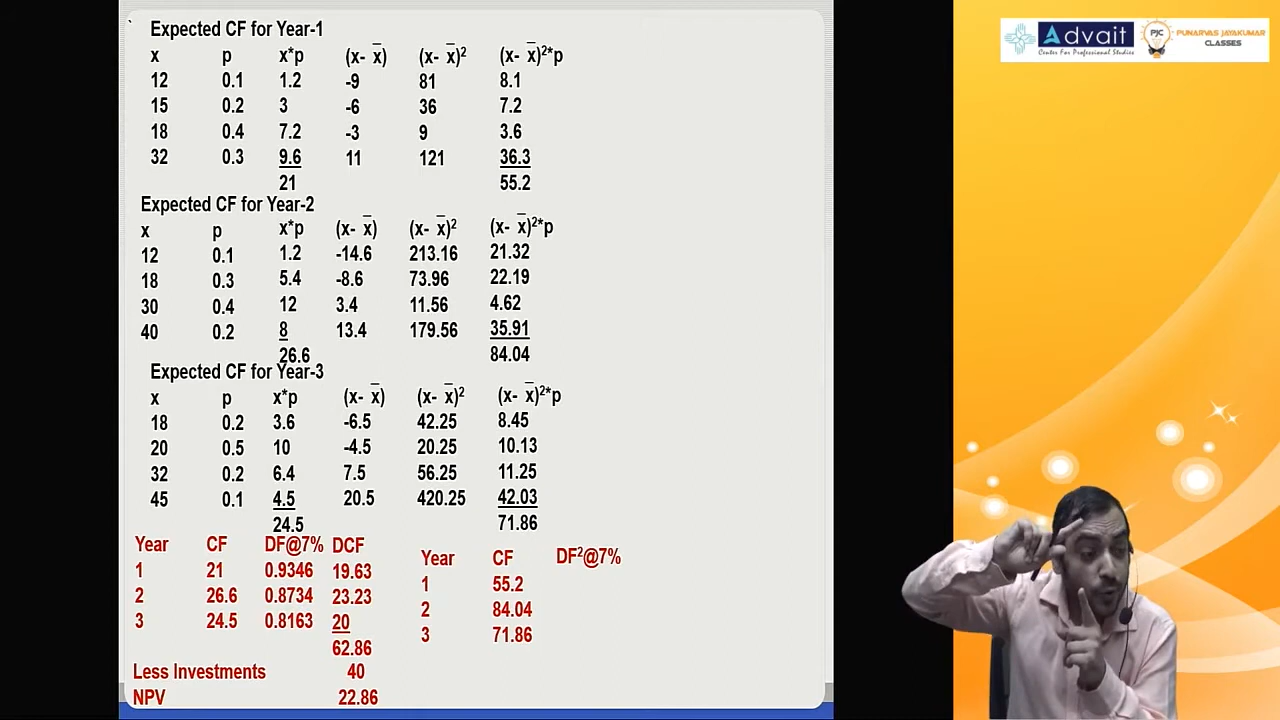 Expected CF for Year-1
x p x*p (x- x̅) (x- x̅)² (x- x̅)²*p
12 0.1 1.2 -9 81 8.1
15 0.2 3 -6 36 7.2
18 0.4 7.2 -3 9 3.6
32 0.3 9.6 11 121 36.3
21 55.2
Expected CF for Year-2
x p x*p (x- x̅) (x- x̅)² (x- x̅)²*p
12 0.1 1.2 -14.6 213.16 21.32
18 0.3 5.4 -8.6 73.96 22.19
30 0.4 12 3.4 11.56 4.62
40 0.2 8 13.4 179.56 35.91
26.6 84.04
Expected CF for Year-3
x p x*p (x- x̅) (x- x̅)² (x- x̅)²*p
18 0.2 3.6 -6.5 42.25 8.45
20 0.5 10 -4.5 20.25 10.13
32 0.2 6.4 7.5 56.25 11.25
45 0.1 4.5 20.5 420.25 42.03
24.5 71.86
Year CF DF@7% DCF
1 21 0.9346 19.63
2 26.6 0.8734 23.23
3 24.5 0.8163 20
62.86
Less Investments 40
NPV 22.86
Year CF DF²@7%
1 55.2
2 84.04
3 71.86
Advait
Center For Professional Studies
PJC
PUNARVAS JAYAKUMAR
CLASSES